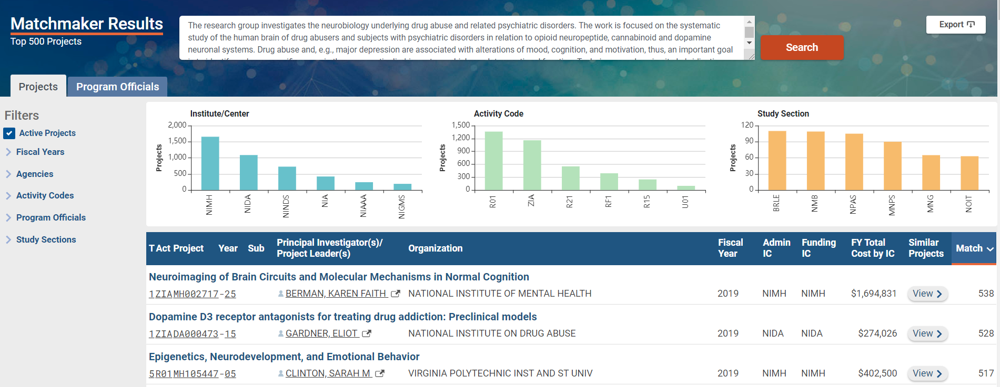 Matchmaker Results
Top 500 Projects
The research group investigates the neurobiology underlying drug abuse and related psychiatric disorders. The work is focused on the systematic
study of the human brain of drug abusers and subjects with psychiatric disorders in relation to opioid neuropeptide, cannabinoid and dopamine
neuronal systems. Drug abuse and, e.g., major depression are associated with alterations of mood, cognition, and motivation, thus, an important goal
Search
Export
Projects
Program Officials
Filters
Active Projects
Fiscal Years
Agencies
Activity Codes
Program Officials
Study Sections
Institute/Center
Projects
2,000
1,500
1,000
500
0
NIMH
NIDA
NINDS
NIA
NIAAA
NIGMS
Activity Code
Projects
1,500
1,200
900
600
300
0
R01
ZIA
R21
RF1
R15
U01
Study Section
Projects
120
90
60
30
0
BRLE
NMB
NPAS
MNPS
MNG
NOIT
T Act Project Year Sub Principal Investigator(s)/ Project Leader(s) Organization Fiscal Year Admin IC Funding IC FY Total Cost by IC Similar Projects Match
Neuroimaging of Brain Circuits and Molecular Mechanisms in Normal Cognition
1ZIAMH002717-25 BERMAN, KAREN FAITH NATIONAL INSTITUTE OF MENTAL HEALTH 2019 NIMH NIMH $1,694,831 View 538
Dopamine D3 receptor antagonists for treating drug addiction: Preclinical models
1ZIADA000473-15 GARDNER, ELIOT NATIONAL INSTITUTE ON DRUG ABUSE 2019 NIDA NIDA $274,026 View 528
Epigenetics, Neurodevelopment, and Emotional Behavior
5R01MH105447-05 CLINTON, SARAH M VIRGINIA POLYTECHNIC INST AND ST UNIV 2019 NIMH NIMH $402,500 View 517